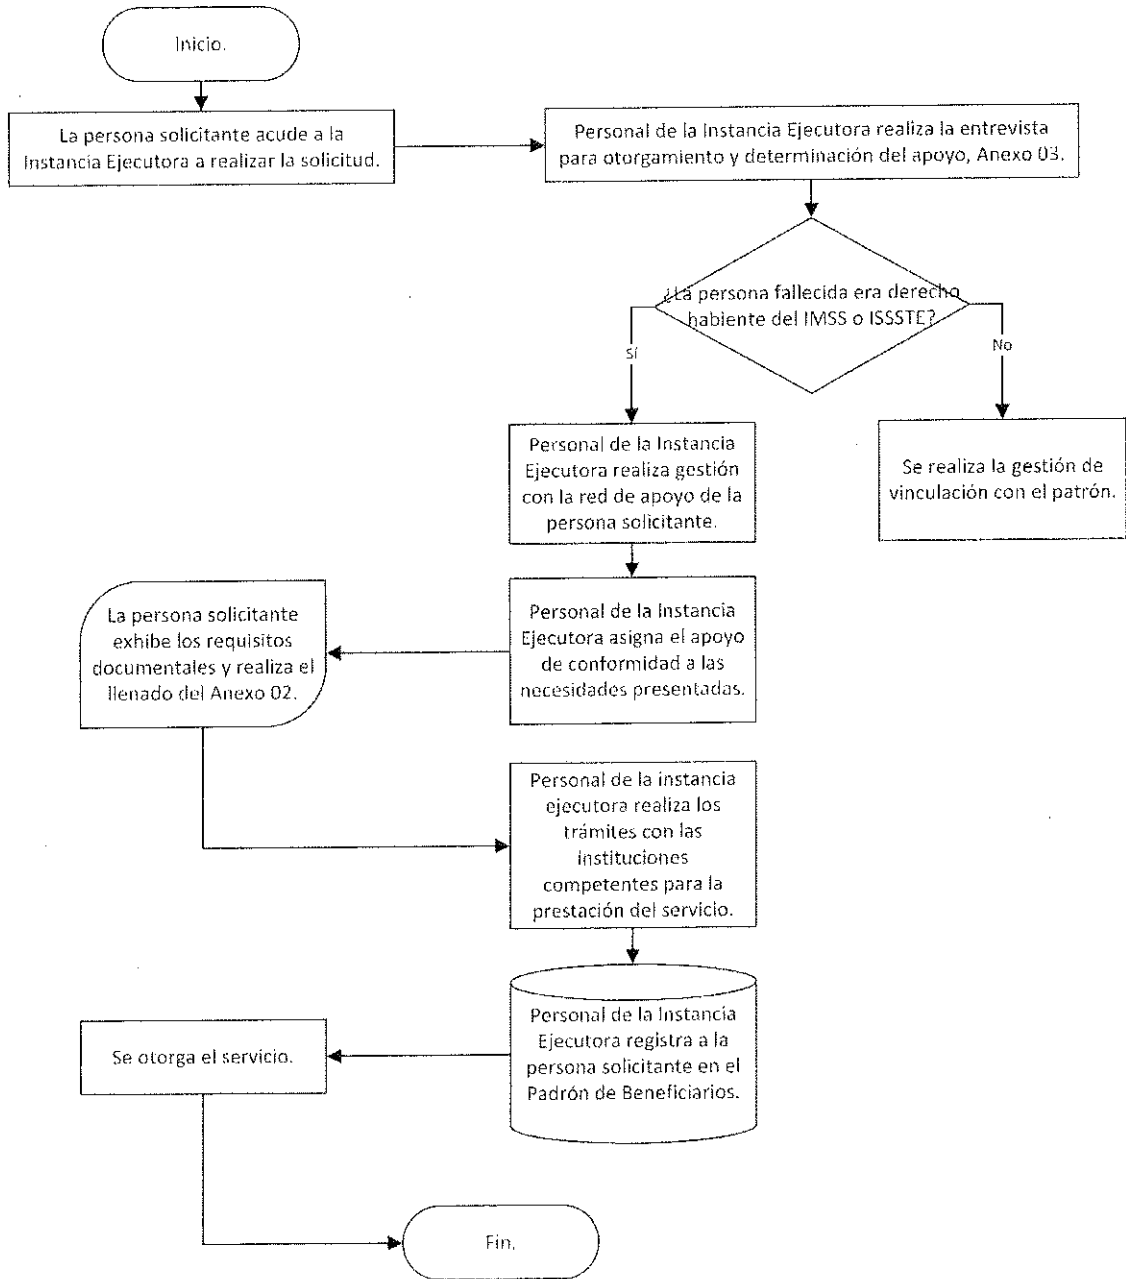 Inicio.
La persona solicitante acude a la
Instancia Ejecutora a realizar la solicitud.
Personal de la Instancia Ejecutora realiza la entrevista
para otorgamiento y determinación del apoyo, Anexo 03.
¿La persona fallecida era derecho
habiente del IMSS o ISSSTE?
Sí
No
Personal de la Instancia
Ejecutora realiza gestión
con la red de apoyo de la
persona solicitante.
Se realiza la gestión de
vinculación con el patrón.
Personal de la Instancia
Ejecutora asigna el apoyo
de conformidad a las
necesidades presentadas.
La persona solicitante
exhibe los requisitos
documentales y realiza el
llenado del Anexo 02.
Personal de la instancia
ejecutora realiza los
trámites con las
instituciones
competentes para la
prestación del servicio.
Personal de la Instancia
Ejecutora registra a la
persona solicitante en el
Padrón de Beneficiarios.
Se otorga el servicio.
Fin.